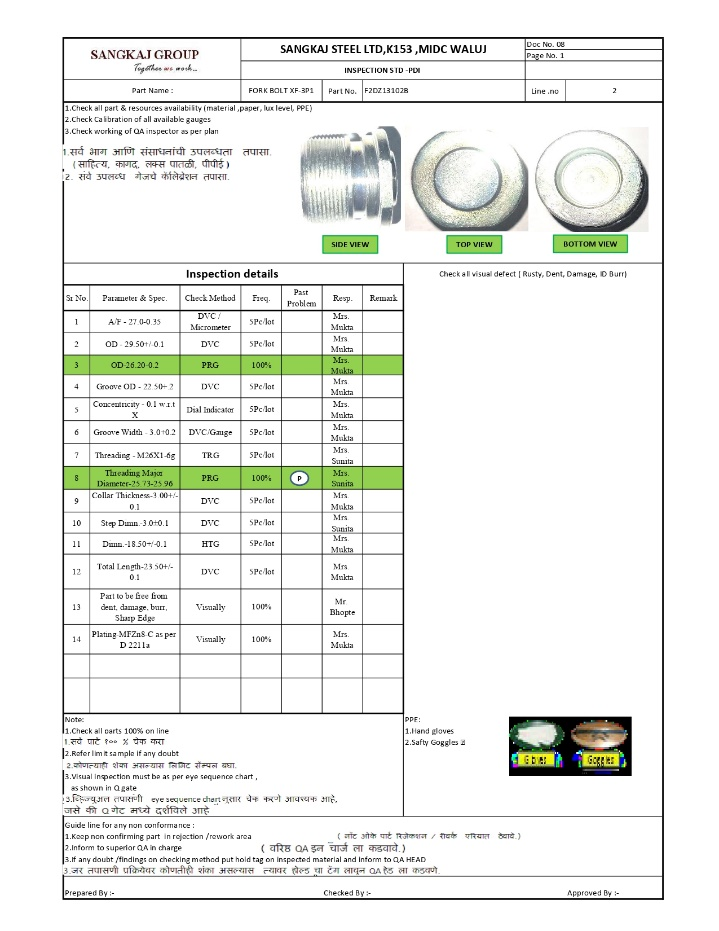 SANGKAJ GROUP
Together we work...
SANGKAJ STEEL LTD,K153 ,MIDC WALUJ
INSPECTION STD -PDI
Doc No. 08
Page No. 1
Part Name :
FORK BOLT XF-3P1
Part No.
F2DZ13102B
Line .no
2
1.Check all part & resources availability (material ,paper, lux level, PPE)
2.Check Calibration of all available gauges
3.Check working of QA inspector as per plan
1.सर्व भाग आणि संसाधनांची उपलब्धता तपासा.
( साहित्य, कागद, लक्स पातळी, पीपीई )
2. सर्व उपलब्ध गेजचे कॅलिब्रेशन तपासा.
SIDE VIEW
TOP VIEW
BOTTOM VIEW
Inspection details
Check all visual defect ( Rusty, Dent, Damage, ID Burr)
Sr No. Parameter & Spec. Check Method Freq. Past Problem Resp. Remark
1 A/F - 27.0-0.35 DVC / Micrometer 5Pc/lot Mrs. Mukta
2 OD - 29.50+/-0.1 DVC 5Pc/lot Mrs. Mukta
3 OD-26.20-0.2 PRG 100% Mrs. Mukta
4 Groove OD - 22.50±.2 DVC 5Pc/lot Mrs. Mukta
5 Concentricity - 0.1 w.r.t X Dial Indicator 5Pc/lot Mrs. Mukta
6 Groove Width - 3.0±0.2 DVC/Gauge 5Pc/lot Mrs. Mukta
7 Threading - M26X1-6g TRG 5Pc/lot Mrs. Sunita
8 Threading Major Diameter-25.73-25.96 PRG 100% P Mrs. Sunita
9 Collar Thickness-3.00+/-0.1 DVC 5Pc/lot Mrs. Mukta
10 Step Dimn.-3.0±0.1 DVC 5Pc/lot Mrs. Sunita
11 Dimn.-18.50+/-0.1 HTG 5Pc/lot Mrs. Mukta
12 Total Length-23.50+/-0.1 DVC 5Pc/lot Mrs. Mukta
13 Part to be free from dent, damage, burr, Sharp Edge Visually 100% Mr. Bhopte
14 Plating-MFZn8-C as per D 2211a Visually 100% Mrs. Mukta
Note:
1.Check all parts 100% on line
1.सर्व पार्ट १०० % चेक करा
2.Refer limit sample if any doubt
2.कोणत्याही शंका असल्यास लिमिट सॅम्पल बघा.
3.Visual inspection must be as per eye sequence chart ,
as shown in Q gate
3.व्हिज्युअल तपासणी eye sequence chart नुसार चेक करणे आवश्यक आहे,
जसे की Q गेट मध्ये दर्शविले आहे
PPE:
1.Hand gloves
2.Safty Goggles
Gloves
Goggles
Guide line for any non conformance :
1.Keep non confirming part in rejection /rework area
2.Inform to superior QA in charge ( वरिष्ठ QA इन चार्ज ला कळवावे.)
3.If any doubt /findings on checking method put hold tag on inspected material and inform to QA HEAD
3.जर तपासणी प्रक्रियेवर कोणतीही शंका असल्यास त्यावर होल्ड चा टॅग लावून QA हेड ला कळवणे.
Prepared By :-
Checked By :-
Approved By :-